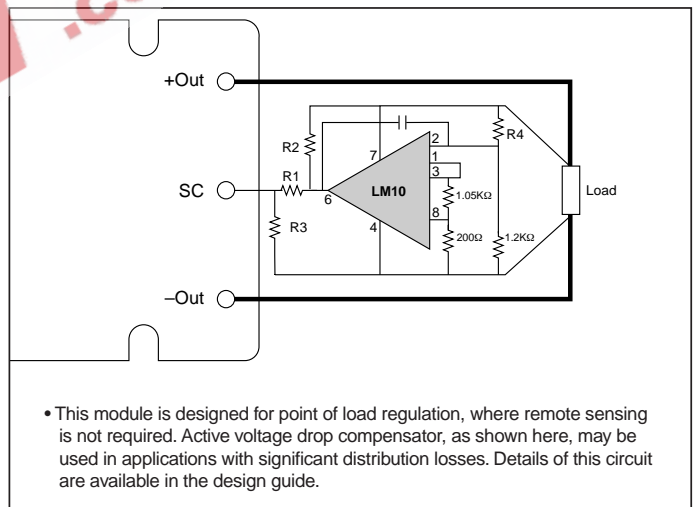 .c
+Out
R4
R2
2
7
1
R1
3
SC
LM10
1.05KΩ
Load
6
8
R3
4
200Ω
1.2KΩ
–Out
• This module is designed for point of load regulation, where remote sensing
is not required. Active voltage drop compensator, as shown here, may be
used in applications with significant distribution losses. Details of this circuit
are available in the design guide.